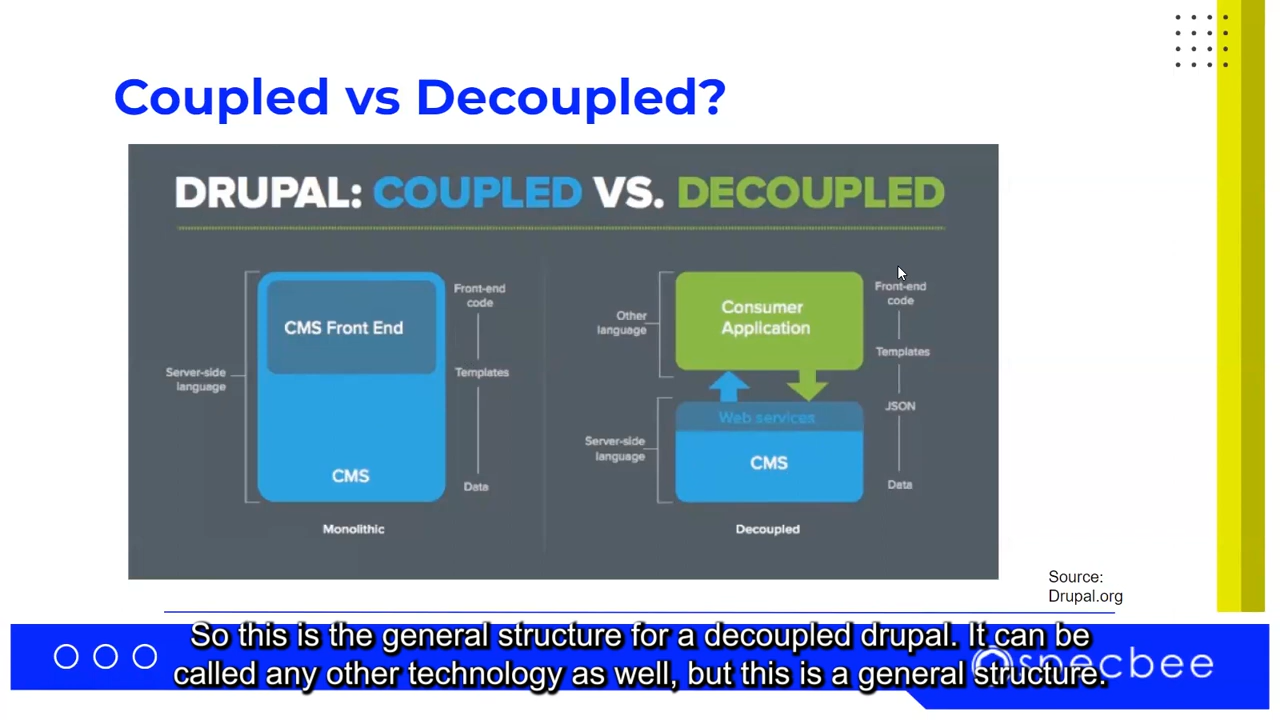 Coupled vs Decoupled?
DRUPAL: COUPLED VS. DECOUPLED
CMS Front End
Server-side
language
CMS
Front-end
code
Templates
Data
Monolithic
Other
language
Consumer
Application
Web services
Server-side
language
CMS
Front-end
code
Templates
JSON
Data
Decoupled
Source:
Drupal.org
So this is the general structure for a decoupled drupal. It can be
called any other technology as well, but this is a general structure.
specbee